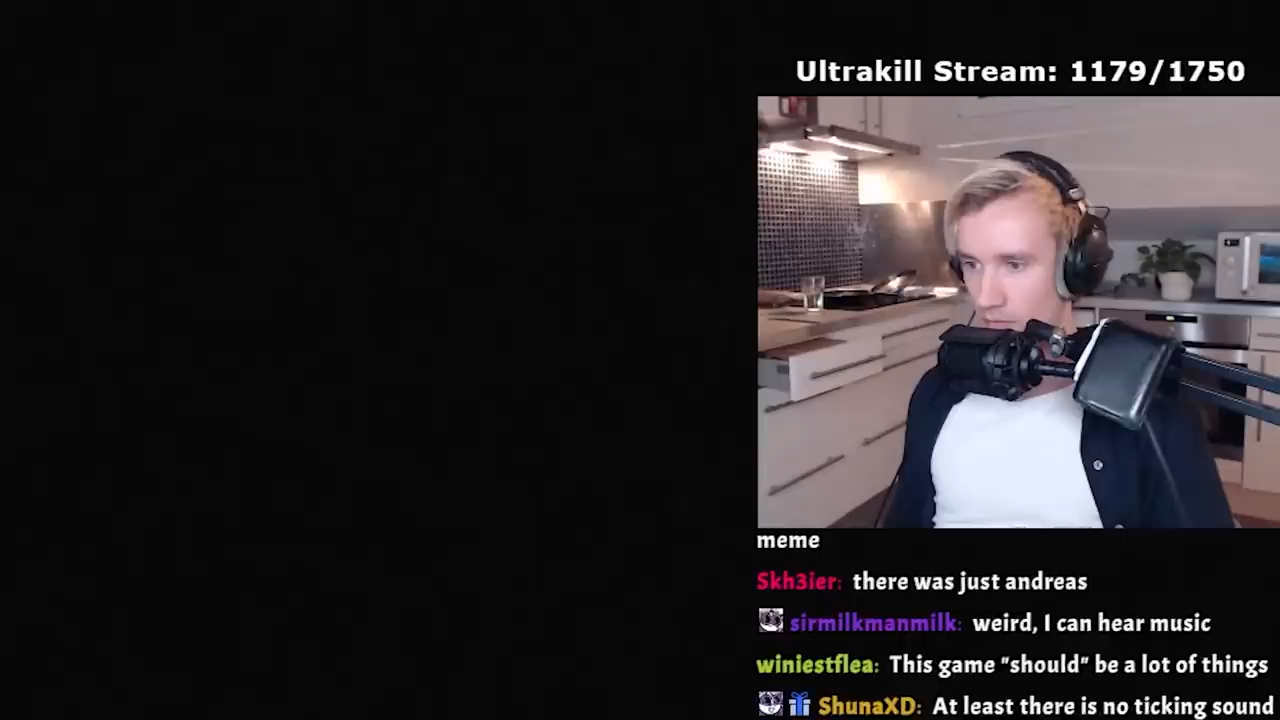 Ultrakill Stream: 1179/1750
meme
Skh3ier: there was just andreas
sirmilkmanmilk: weird, I can hear music
winiestflea: This game "should" be a lot of things
ShunaXD: At least there is no ticking sound